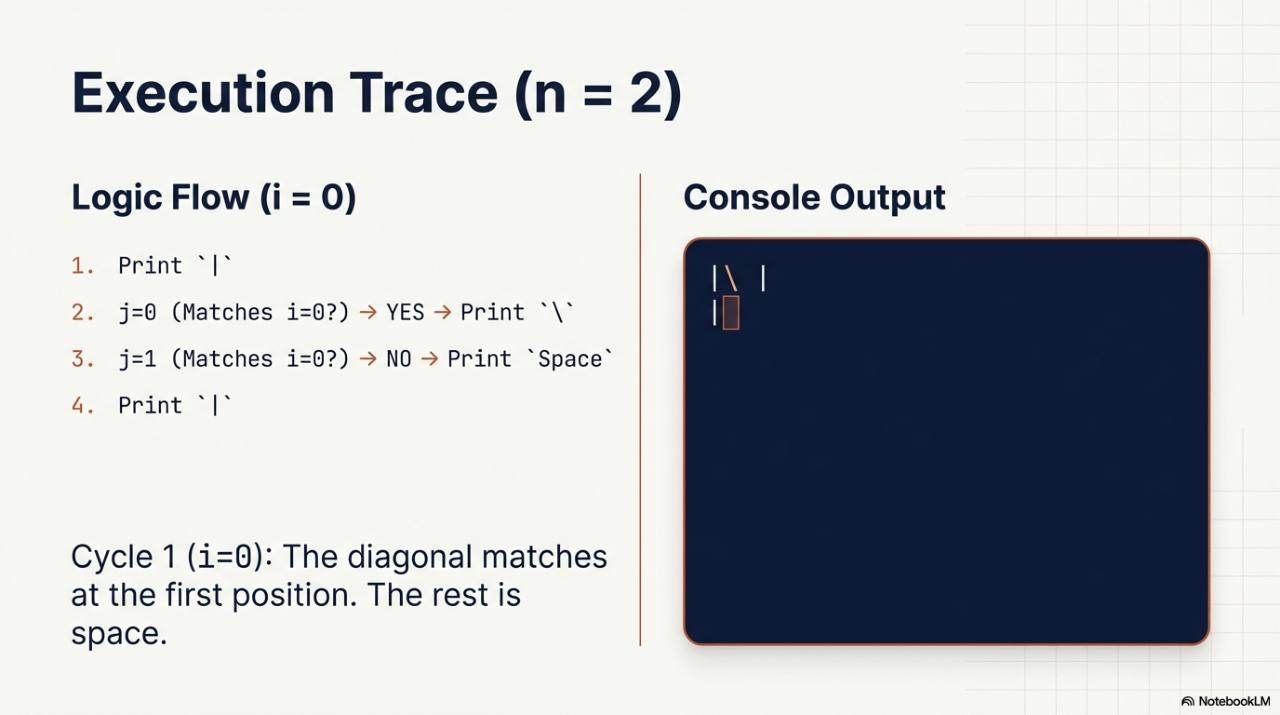 Execution Trace (n = 2)
Logic Flow (i = 0)
1. Print `|`
2. j=0 (Matches i=0?) → YES → Print `\`
3. j=1 (Matches i=0?) → NO → Print `Space`
4. Print `|`
Cycle 1 (i=0): The diagonal matches
at the first position. The rest is
space.
Console Output
|\ |
|
NotebookLM